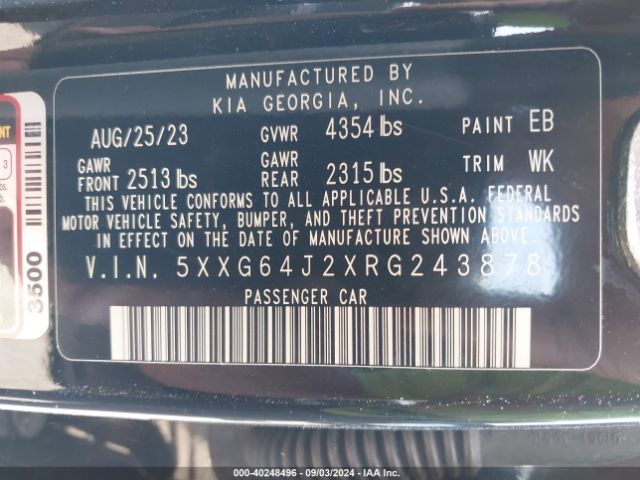 MANUFACTURED BY
KIA GEORGIA, INC.
AUG/25/23 GVWR 4354 lbs PAINT EB
GAWR FRONT 2513 lbs GAWR REAR 2315 lbs TRIM WK
THIS VEHICLE CONFORMS TO ALL APPLICABLE U.S.A. FEDERAL
MOTOR VEHICLE SAFETY, BUMPER, AND THEFT PREVENTION STANDARDS
IN EFFECT ON THE DATE OF MANUFACTURE SHOWN ABOVE.
V.I.N. 5XXG64J2XRG243878
PASSENGER CAR
3500
3
000-40248496 - 09/03/2024 - IAA Inc.